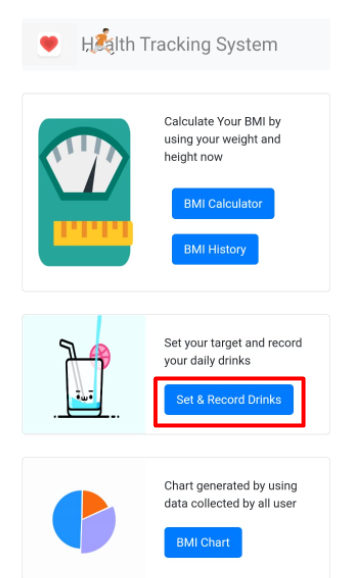 Health Tracking System
Calculate Your BMI by
using your weight and
height now
BMI Calculator
BMI History
Set your target and record
your daily drinks
Set & Record Drinks
Chart generated by using
data collected by all user
BMI Chart